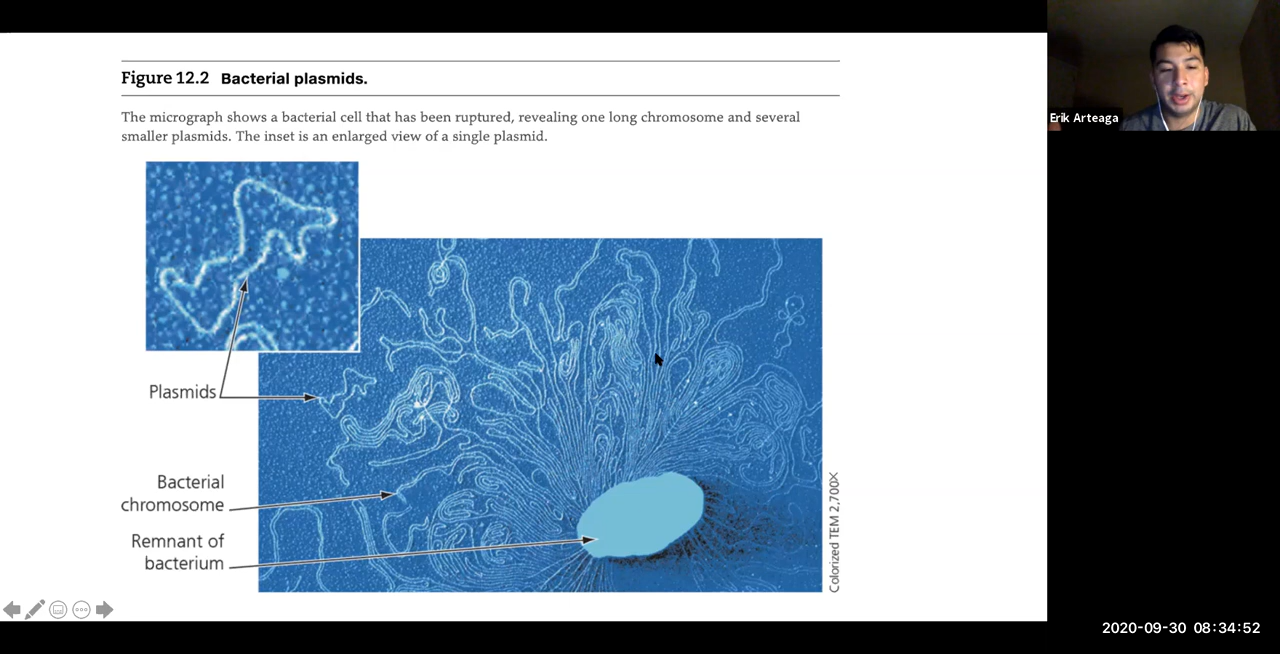 Figure 12.2 Bacterial plasmids.
The micrograph shows a bacterial cell that has been ruptured, revealing one long chromosome and several
smaller plasmids. The inset is an enlarged view of a single plasmid.
Plasmids
Bacterial
chromosome
Remnant of
bacterium
Colorized TEM 2,700X
Erik Arteaga
2020-09-30 08:34:52